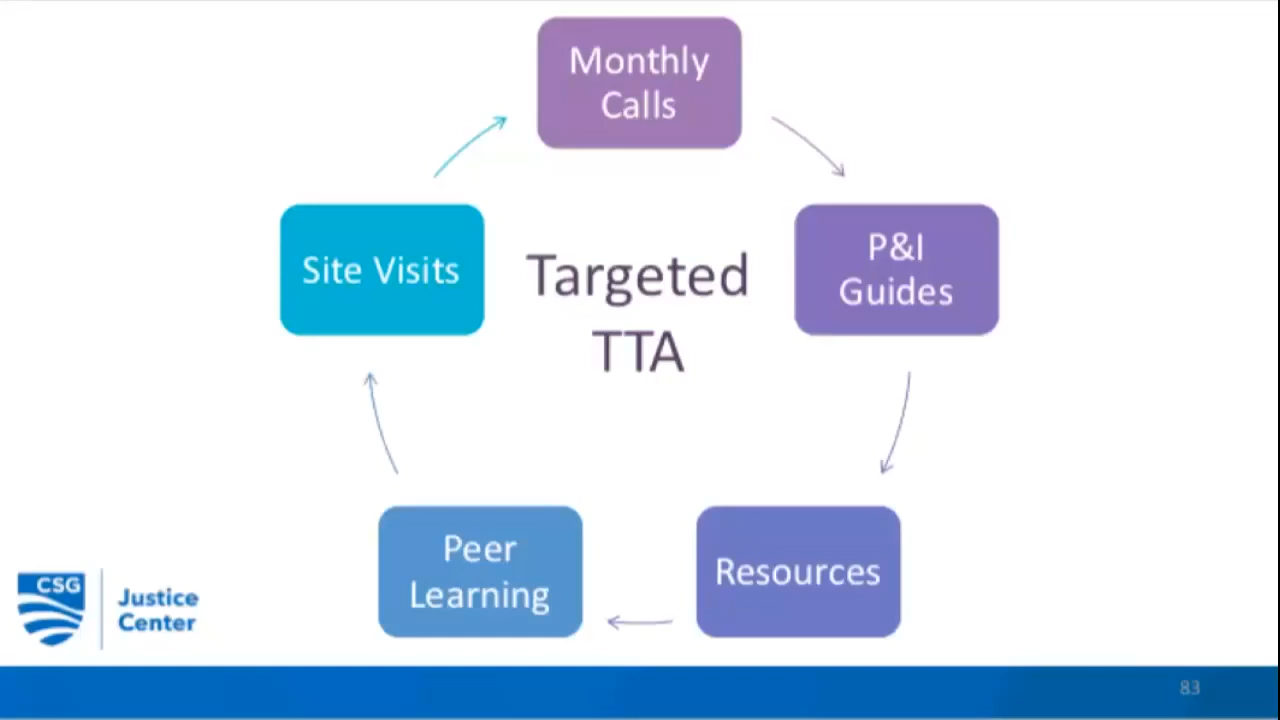 Monthly
Calls
Site Visits
Targeted
TTA
P&I
Guides
Peer
Learning
Resources
CSG
Justice
Center
83